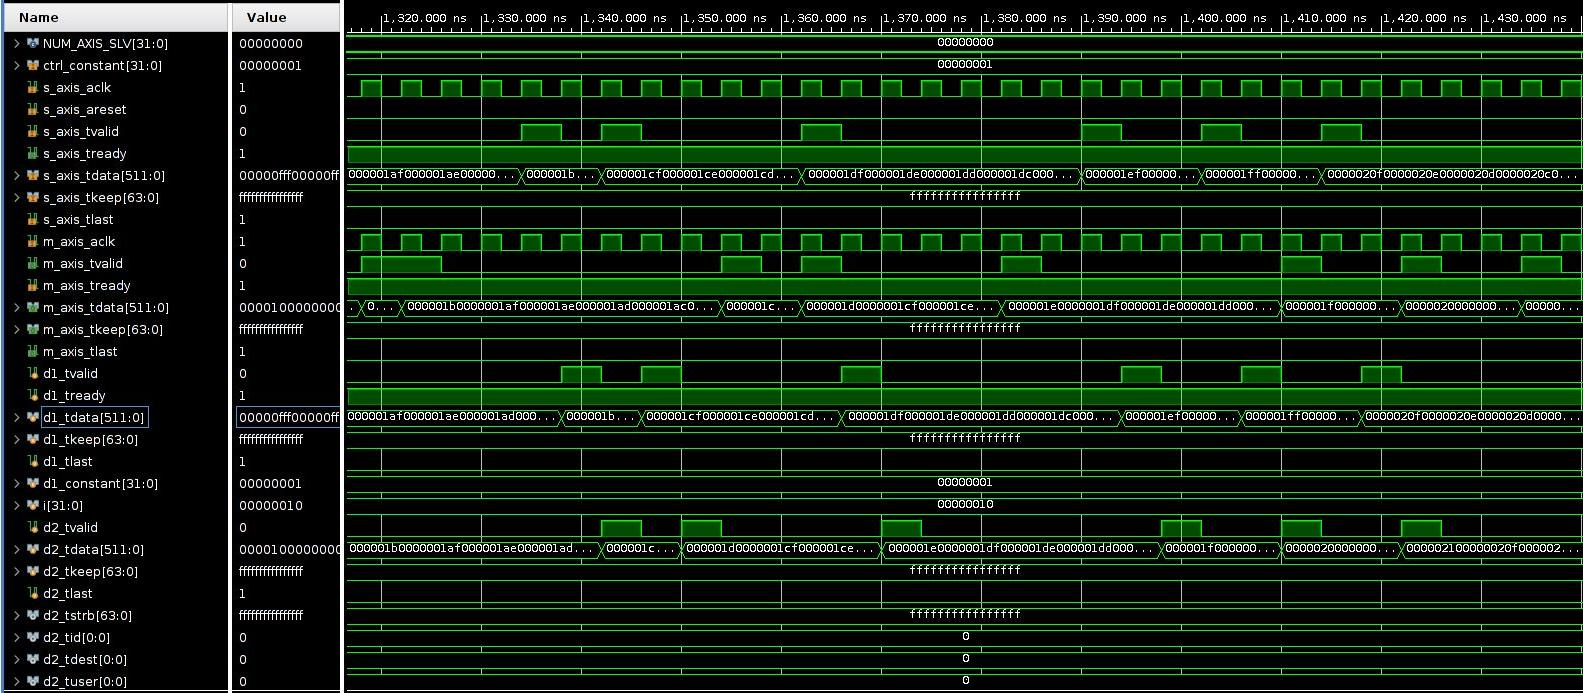 Name Value 1,320.000 ns 1,330.000 ns 1,340.000 ns 1,350.000 ns 1,360.000 ns 1,370.000 ns 1,380.000 ns 1,390.000 ns 1,400.000 ns 1,410.000 ns 1,420.000 ns 1,430.000 ns
NUM_AXIS_SLV[31:0] 00000000 00000000
ctrl_constant[31:0] 00000001 00000001
s_axis_aclk 1
s_axis_areset 0
s_axis_tvalid 0
s_axis_tready 1
s_axis_tdata[511:0] 00000fff00000ff 000001af000001ae00000... 000001b... 000001cf000001ce000001cd... 000001df000001de000001dd000001dc000... 000001ef00000... 000001ff00000... 0000020f0000020e0000020d0000020c0...
s_axis_tkeep[63:0] ffffffffffffffff ffffffffffffffff
s_axis_tlast 1
m_axis_aclk 1
m_axis_tvalid 0
m_axis_tready 1
m_axis_tdata[511:0] 000010000000000 0... 000001b0000001af000001ae000001ad000001ac0... 000001c... 000001d0000001cf000001ce... 000001e0000001df000001de000001dd000... 000001f000000... 0000020000000... 00000...
m_axis_tkeep[63:0] ffffffffffffffff ffffffffffffffff
m_axis_tlast 1
d1_tvalid 0
d1_tready 1
d1_tdata[511:0] 00000fff00000ff 000001af000001ae000001ad000... 000001b... 000001cf000001ce000001cd... 000001df000001de000001dd000001dc000... 000001ef00000... 000001ff00000... 0000020f0000020e0000020d0000...
d1_tkeep[63:0] ffffffffffffffff ffffffffffffffff
d1_tlast 1
d1_constant[31:0] 00000001 00000001
i[31:0] 00000010 00000010
d2_tvalid 0
d2_tdata[511:0] 000010000000000 000001b0000001af000001ae000001ad... 000001c... 000001d0000001cf000001ce... 000001e0000001df000001de000001dd000... 000001f000000... 0000020000000... 000002100000020f000002...
d2_tkeep[63:0] ffffffffffffffff ffffffffffffffff
d2_tlast 1
d2_tstrb[63:0] ffffffffffffffff ffffffffffffffff
d2_tid[0:0] 0 0
d2_tdest[0:0] 0 0
d2_tuser[0:0] 0 0